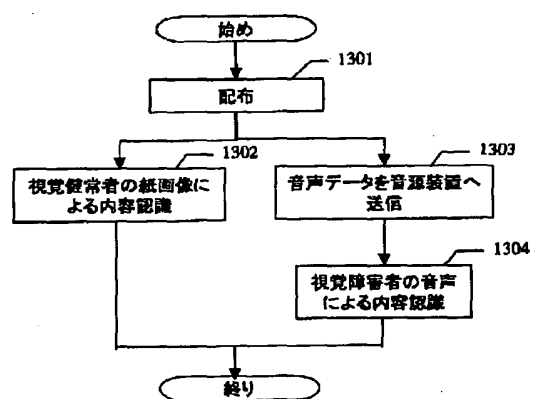 始め
1301
配布
1302
視覚健常者の紙画像に
よる内容認識
1303
音声データを音源装置へ
送信
1304
視覚障害者の音声
による内容認識
終り